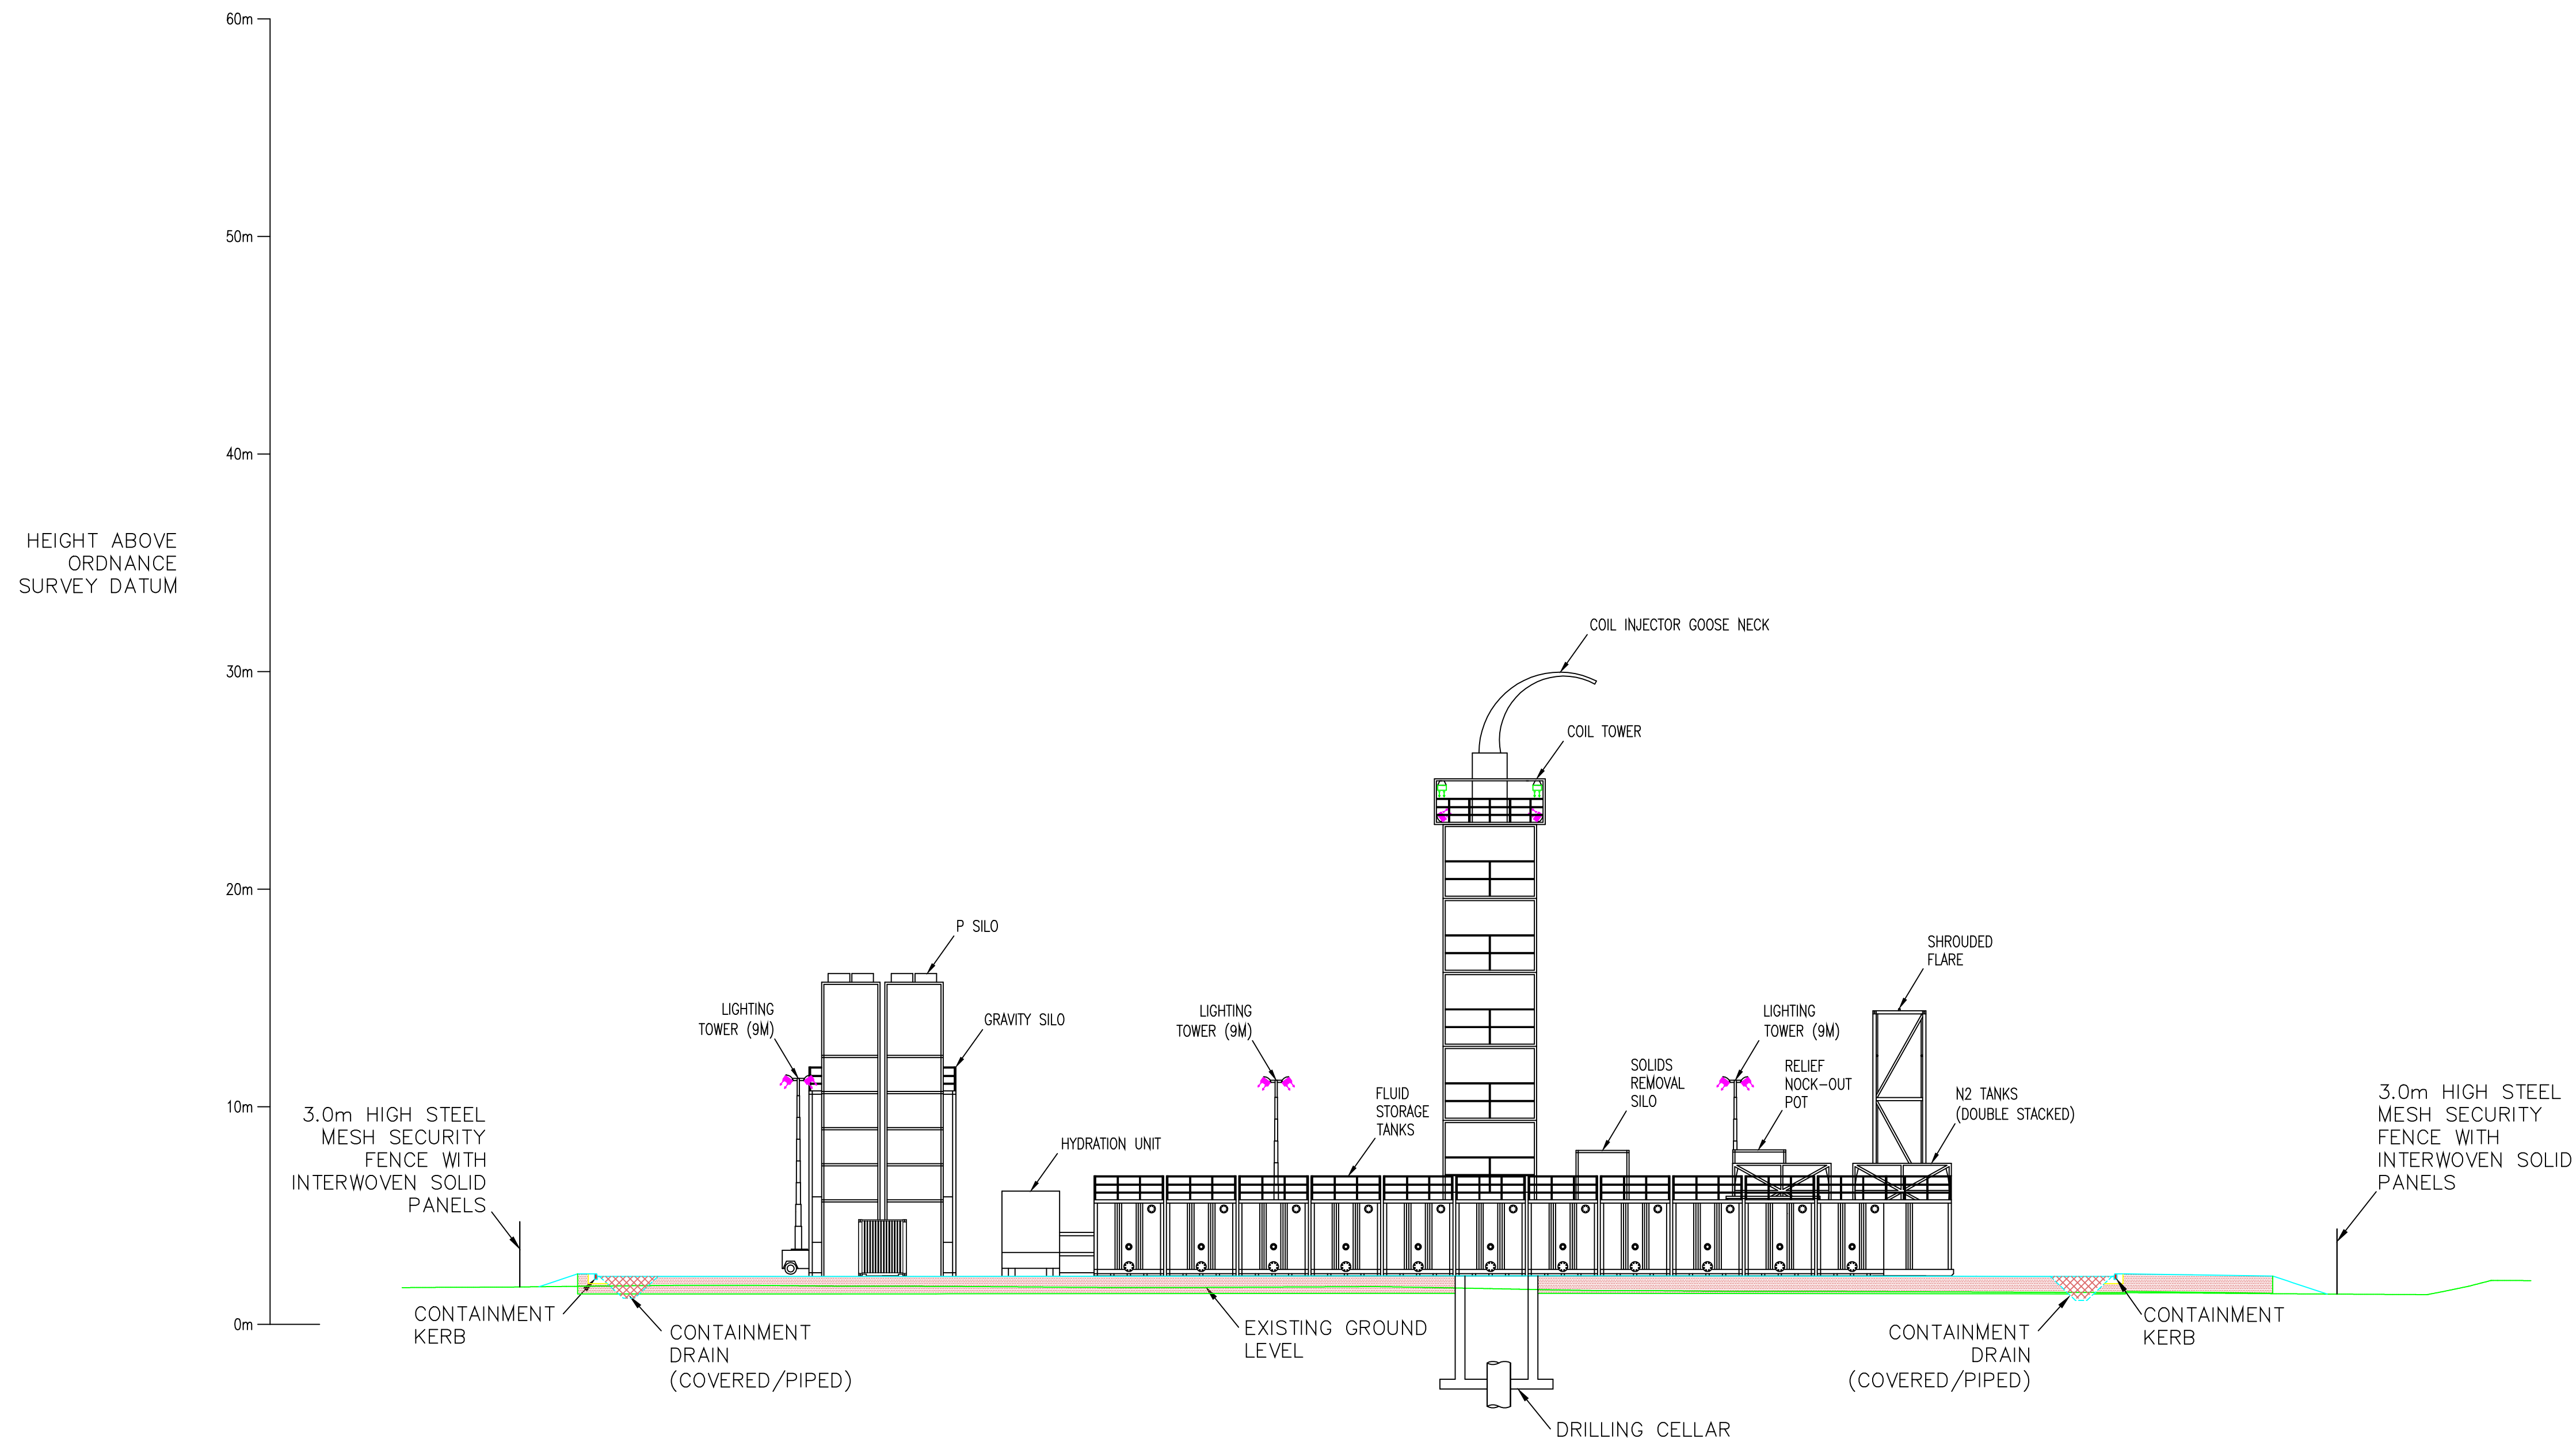 60m
50m
40m
30m
20m
10m
0m
HEIGHT ABOVE
ORDNANCE
SURVEY DATUM
COIL INJECTOR GOOSE NECK
COIL TOWER
P SILO
LIGHTING
TOWER (9M)
GRAVITY SILO
HYDRATION UNIT
LIGHTING
TOWER (9M)
FLUID
STORAGE
TANKS
SOLIDS
REMOVAL
SILO
LIGHTING
TOWER (9M)
RELIEF
NOCK-OUT
POT
SHROUDED
FLARE
N2 TANKS
(DOUBLE STACKED)
3.0m HIGH STEEL
MESH SECURITY
FENCE WITH
INTERWOVEN SOLID
PANELS
3.0m HIGH STEEL
MESH SECURITY
FENCE WITH
INTERWOVEN SOLID
PANELS
CONTAINMENT
KERB
CONTAINMENT
DRAIN
(COVERED/PIPED)
EXISTING GROUND
LEVEL
DRILLING CELLAR
CONTAINMENT
DRAIN
(COVERED/PIPED)
CONTAINMENT
KERB